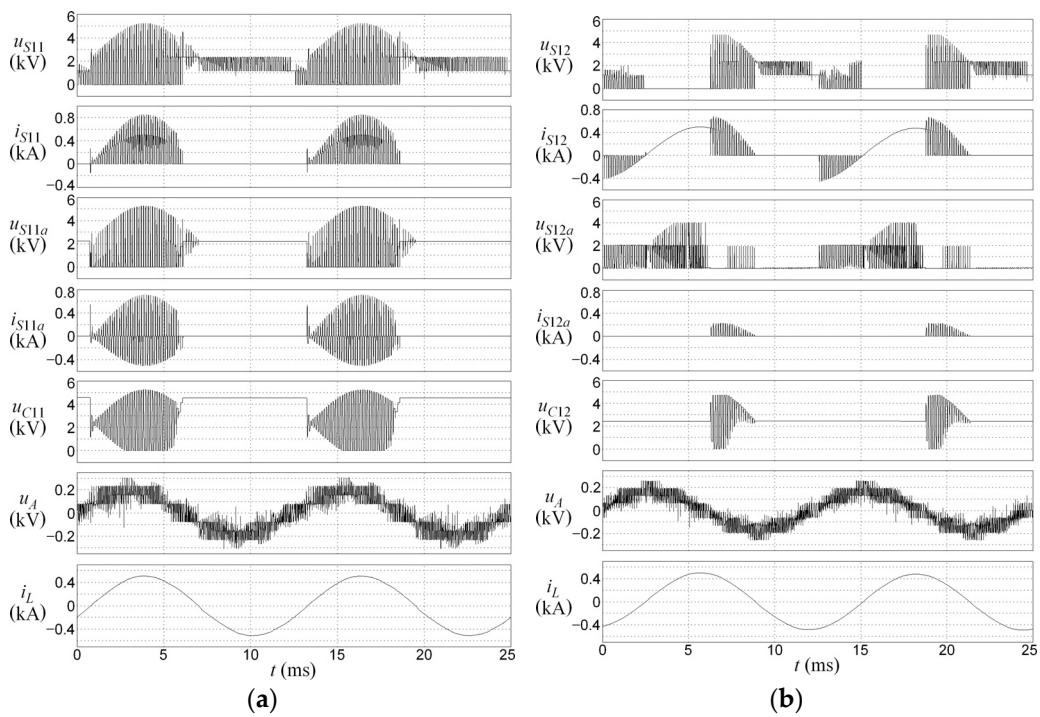 u_S11 (kV) 6 4 2 0
i_S11 (kA) 0.8 0.4 0 −0.4
u_S11a (kV) 6 4 2 0
i_S11a (kA) 0.8 0.4 0 −0.4
u_C11 (kV) 6 4 2 0
u_A (kV) 0.2 0 −0.2
i_L (kA) 0.4 0 −0.4
0 5 10 15 20 25
t (ms)
(a)
u_S12 (kV) 6 4 2 0
i_S12 (kA) 0.8 0.4 0 −0.4
u_S12a (kV) 6 4 2 0
i_S12a (kA) 0.8 0.4 0 −0.4
u_C12 (kV) 6 4 2 0
u_A (kV) 0.2 0 −0.2
i_L (kA) 0.4 0 −0.4
0 5 10 15 20 25
t (ms)
(b)